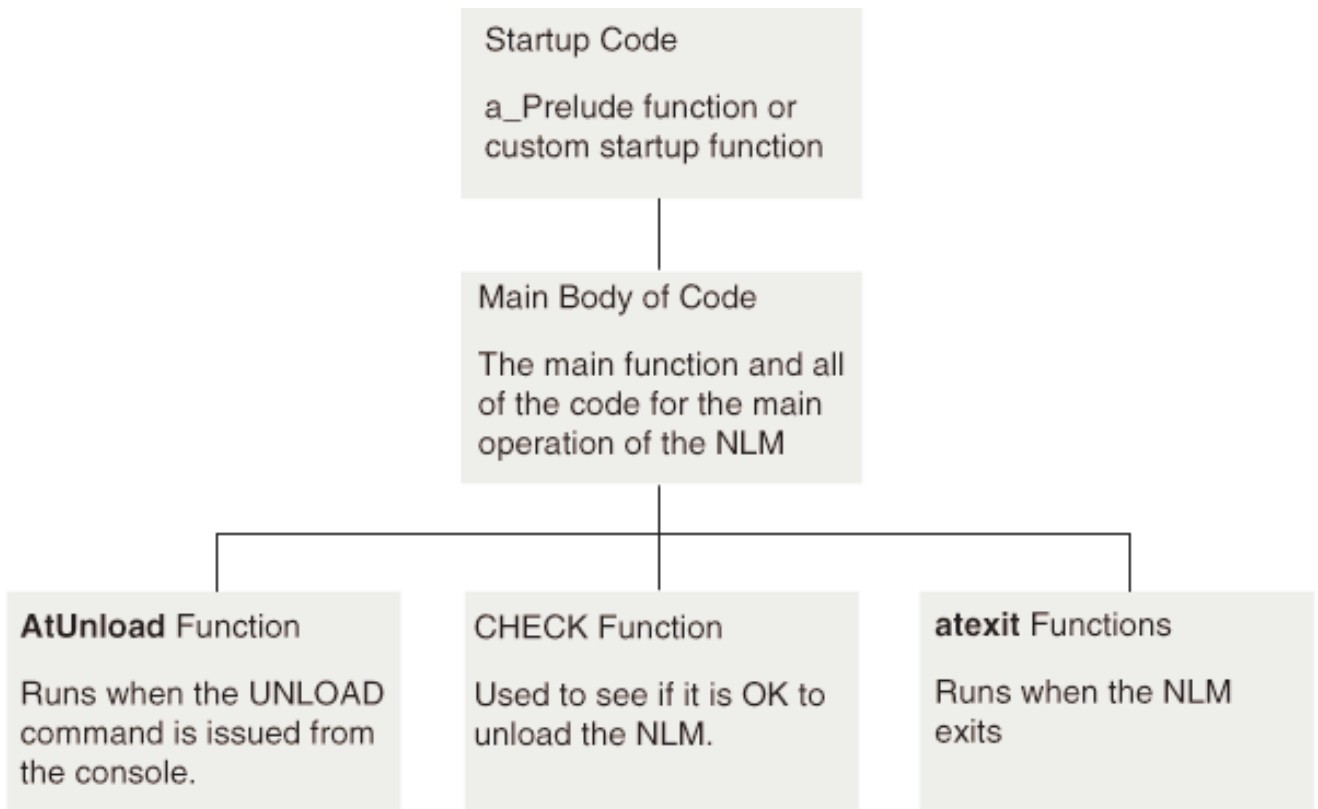 Startup Code
a_Prelude function or
custom startup function
Main Body of Code
The main function and all
of the code for the main
operation of the NLM
AtUnload Function
Runs when the UNLOAD
command is issued from
the console.
CHECK Function
Used to see if it is OK to
unload the NLM.
atexit Functions
Runs when the NLM
exits